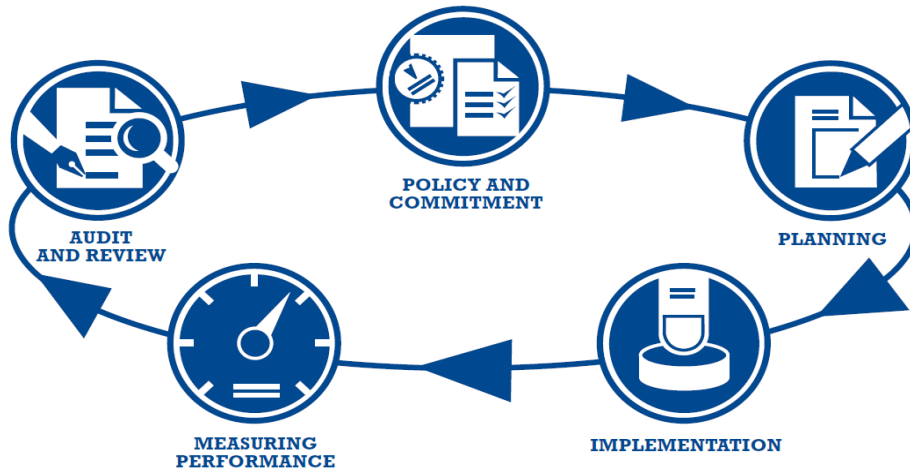 POLICY AND
COMMITMENT
PLANNING
IMPLEMENTATION
MEASURING
PERFORMANCE
AUDIT
AND REVIEW